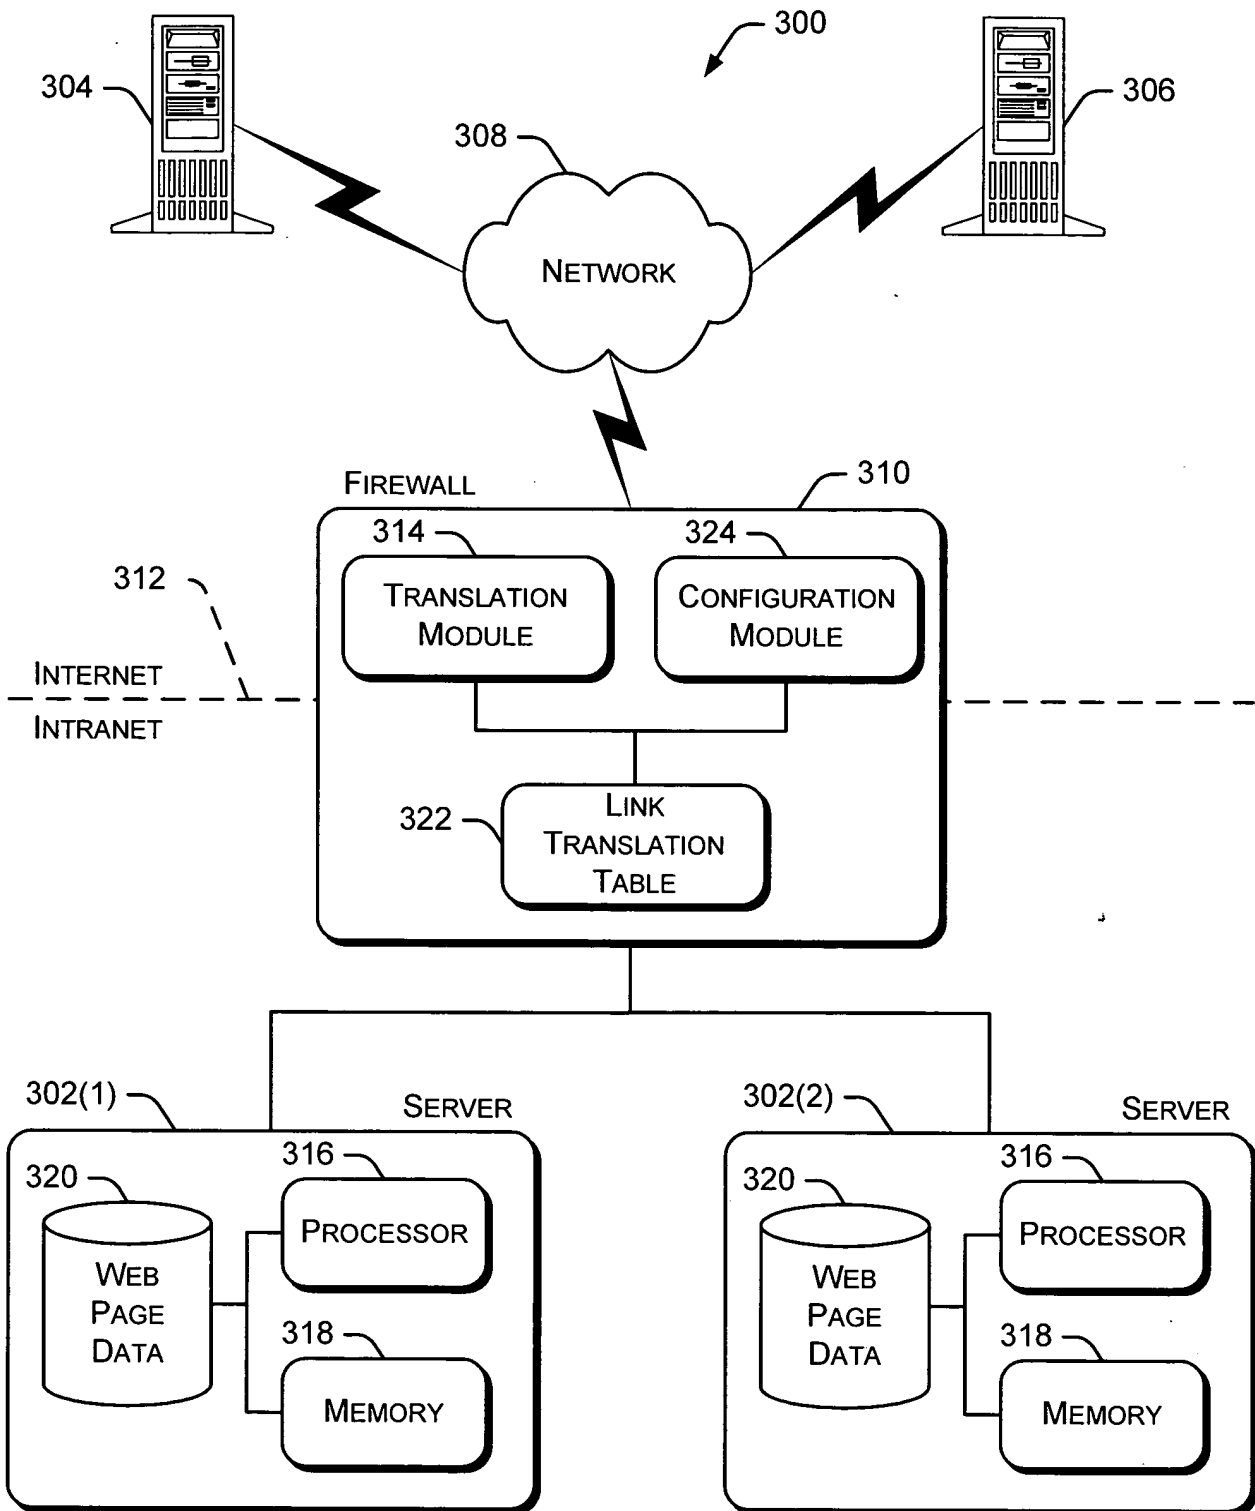 300
304
306
308
NETWORK
310
FIREWALL
314
324
312
TRANSLATION
MODULE
CONFIGURATION
MODULE
INTERNET
INTRANET
322
LINK
TRANSLATION
TABLE
302(1)
SERVER
302(2)
SERVER
320
316
PROCESSOR
WEB
PAGE
DATA
318
MEMORY
320
316
PROCESSOR
WEB
PAGE
DATA
318
MEMORY